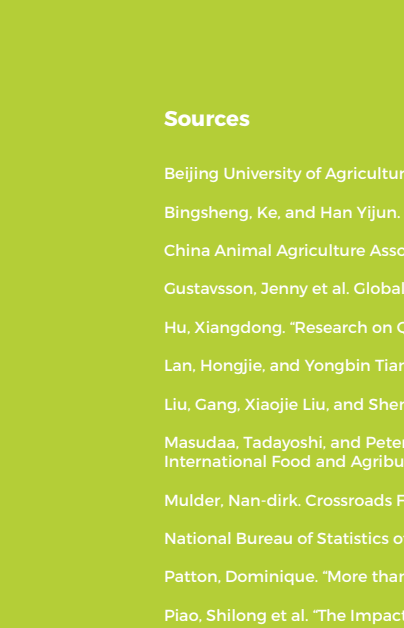 Sources
Beijing University of Agricultur
Bingsheng, Ke, and Han Yijun.
China Animal Agriculture Asso
Gustavsson, Jenny et al. Global
Hu, Xiangdong. “Research on
Lan, Hongjie, and Yongbin Tian
Liu, Gang, Xiaojie Liu, and Shen
Masudaa, Tadayoshi, and Peter
International Food and Agribu
Mulder, Nan-dirk. Crossroads F
National Bureau of Statistics o
Patton, Dominique. “More than
Piao, Shilong et al. “The Impact